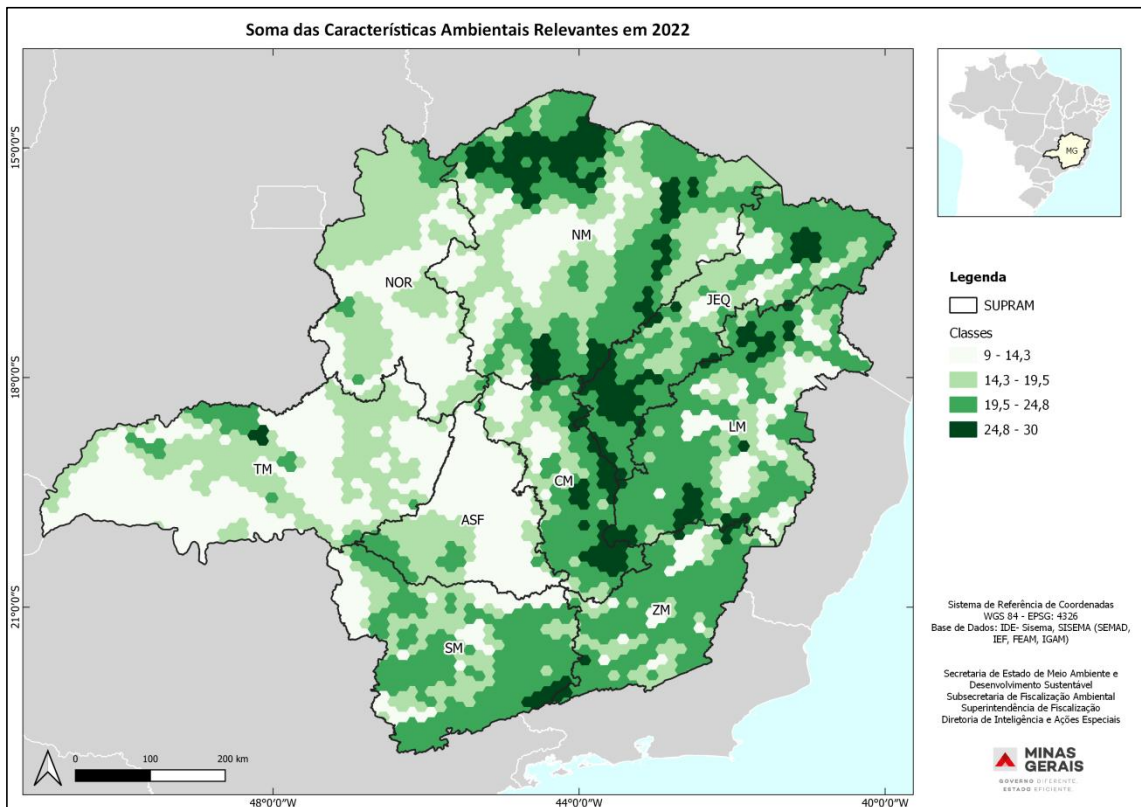 Soma das Características Ambientais Relevantes em 2022
15°0'0"S
18°0'0"S
21°0'0"S
NM
NOR
JEQ
LM
TM
CM
ASF
ZM
SM
0 100 200 km
48°0'0"W
44°0'0"W
40°0'0"W
MG
Legenda
SUPRAM
Classes
9 - 14,3
14,3 - 19,5
19,5 - 24,8
24,8 - 30
Sistema de Referência de Coordenadas
WGS 84 - EPSG: 4326
Base de Dados: IDE- Sisema, SISEMA (SEMAD,
IEF, FEAM, IGAM)
Secretaria de Estado de Meio Ambiente e
Desenvolvimento Sustentável
Subsecretaria de Fiscalização Ambiental
Superintendência de Fiscalização
Diretoria de Inteligência e Ações Especiais
MINAS
GERAIS
GOVERNO DIFERENTE.
ESTADO EFICIENTE.